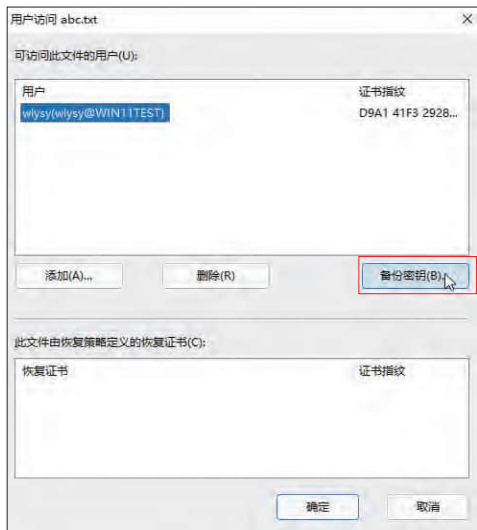 用户访问 abc.txt
可访问此文件的用户(U):
用户 证书指纹
wlysy(wlysy@WIN11TEST) D9A1 41F3 2928...
添加(A)... 删除(R) 备份密钥(B)...
此文件由恢复策略定义的恢复证书(C):
恢复证书 证书指纹
确定 取消